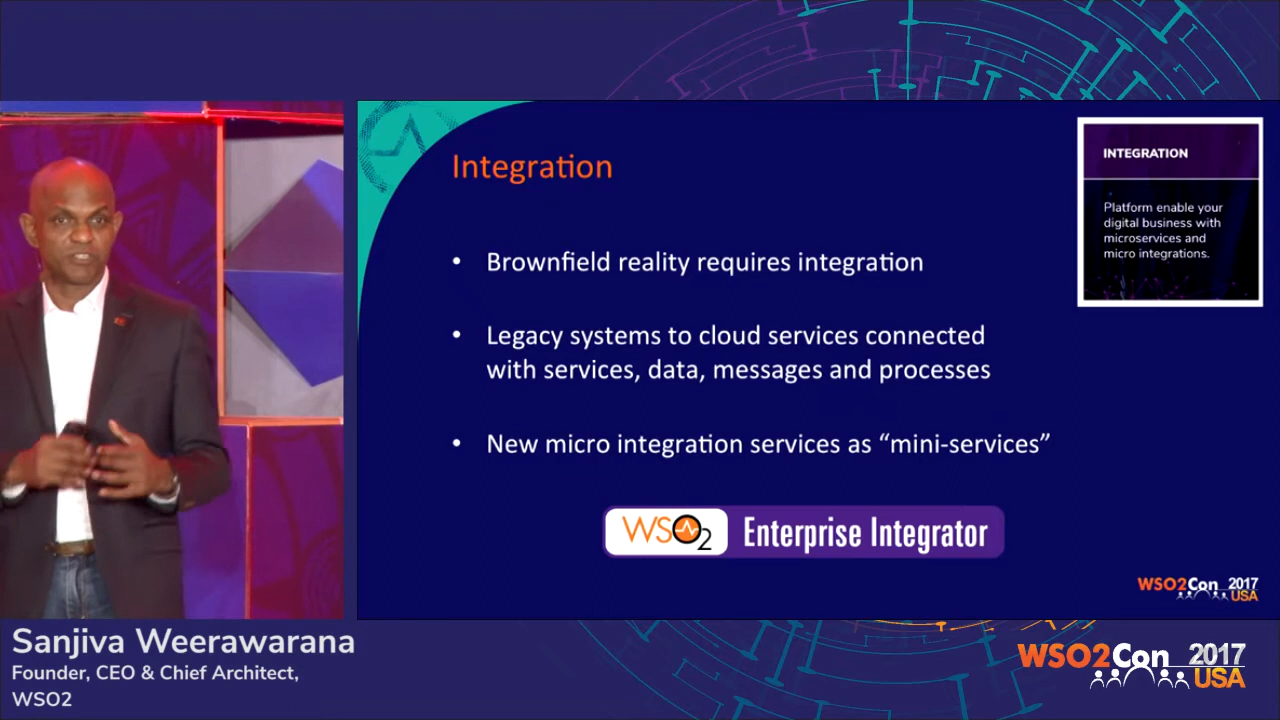 Integration
• Brownfield reality requires integration
• Legacy systems to cloud services connected
with services, data, messages and processes
• New micro integration services as “mini-services”
WSO2 Enterprise Integrator
INTEGRATION
Platform enable your
digital business with
microservices and
micro integrations.
WSO2Con 2017
USA
Sanjiva Weerawarana
Founder, CEO & Chief Architect,
WSO2
WSO2Con 2017
USA